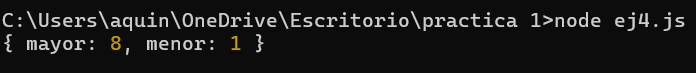 C:\Users\aquin\OneDrive\Escritorio\practica 1>node ej4.js
{ mayor: 8, menor: 1 }